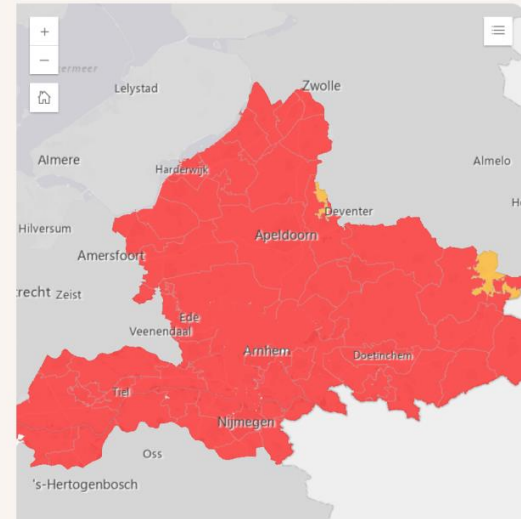 +
−
ermeer
Lelystad
Zwolle
Almere
Harderwijk
Almelo
Deventer
Hilversum
Apeldoorn
Amersfoort
recht
Zeist
Ede
Veenendaal
Arnhem
Doetinchem
Tiel
Nijmegen
Oss
's-Hertogenbosch